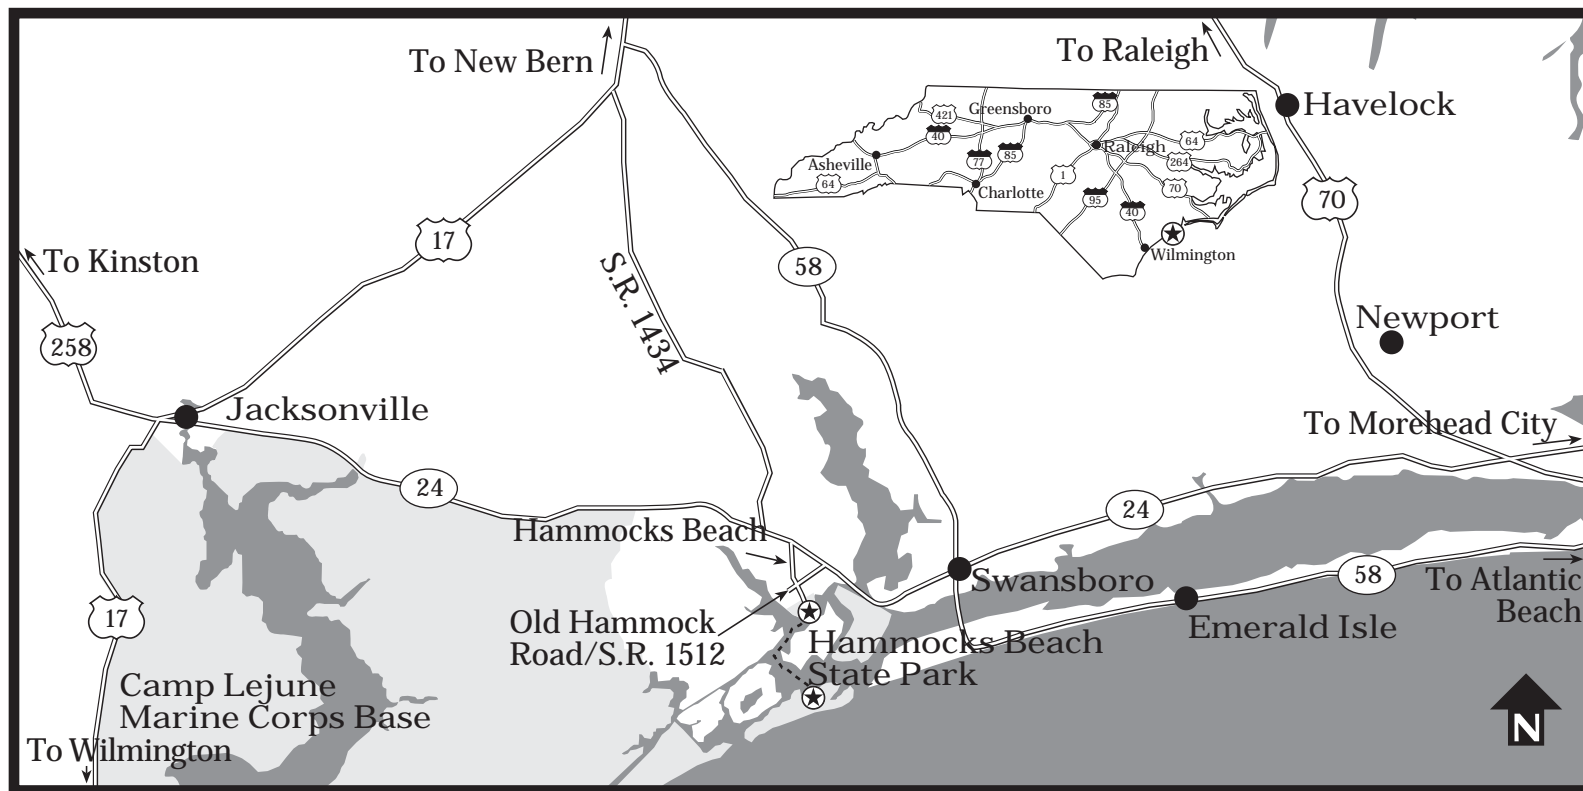 To New Bern
To Raleigh
Havelock
Greensboro
421
85
40
64
Raleigh
Asheville
77
85
264
64
1
70
Charlotte
95
40
Wilmington
70
17
To Kinston
58
S.R. 1434
Newport
258
Jacksonville
To Morehead City
24
24
Hammocks Beach
Swansboro
58
To Atlantic
Beach
Old Hammock
Road/S.R. 1512
17
Emerald Isle
Hammocks Beach
State Park
Camp Lejune
Marine Corps Base
To Wilmington
N